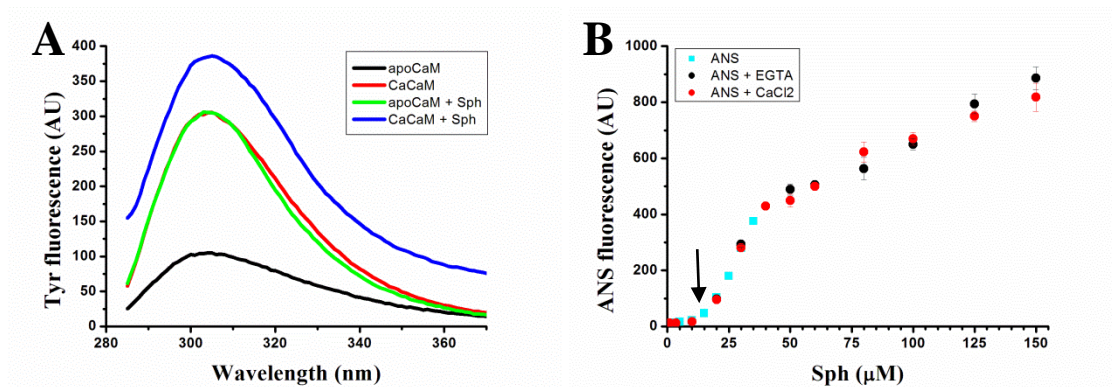 A
Tyr fluorescence (AU)
400
350
300
250
200
150
100
50
0
apoCaM
CaCaM
apoCaM + Sph
CaCaM + Sph
280 300 320 340 360
Wavelength (nm)
B
ANS fluorescence (AU)
1000
800
600
400
200
0
ANS
ANS + EGTA
ANS + CaCl2
0 25 50 75 100 125 150
Sph (μM)